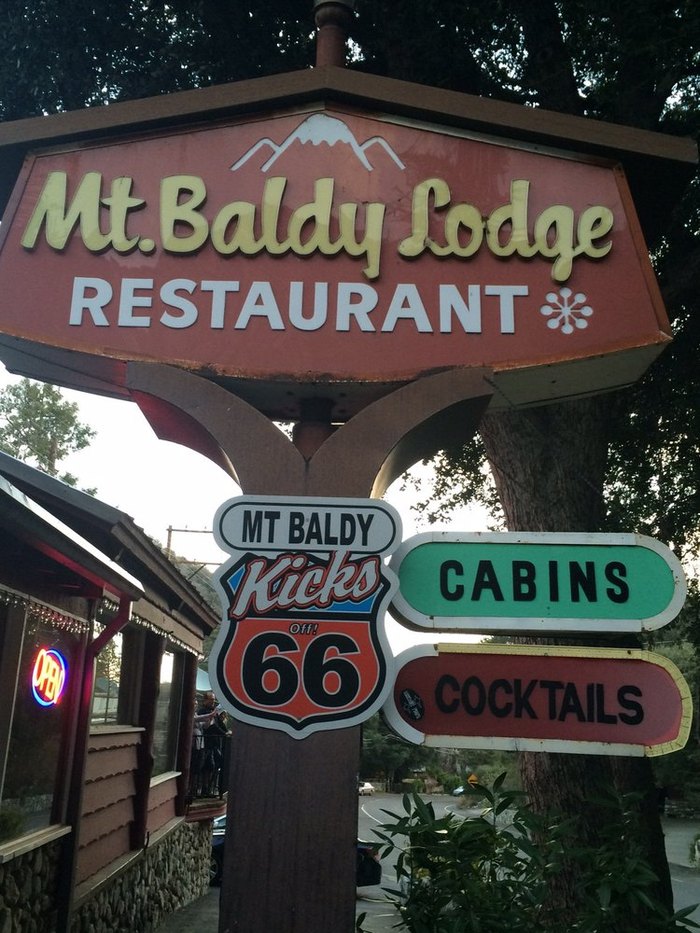 Mt. Baldy Lodge
RESTAURANT
MT BALDY
Kicks
Off!
66
CABINS
COCKTAILS
OPEN